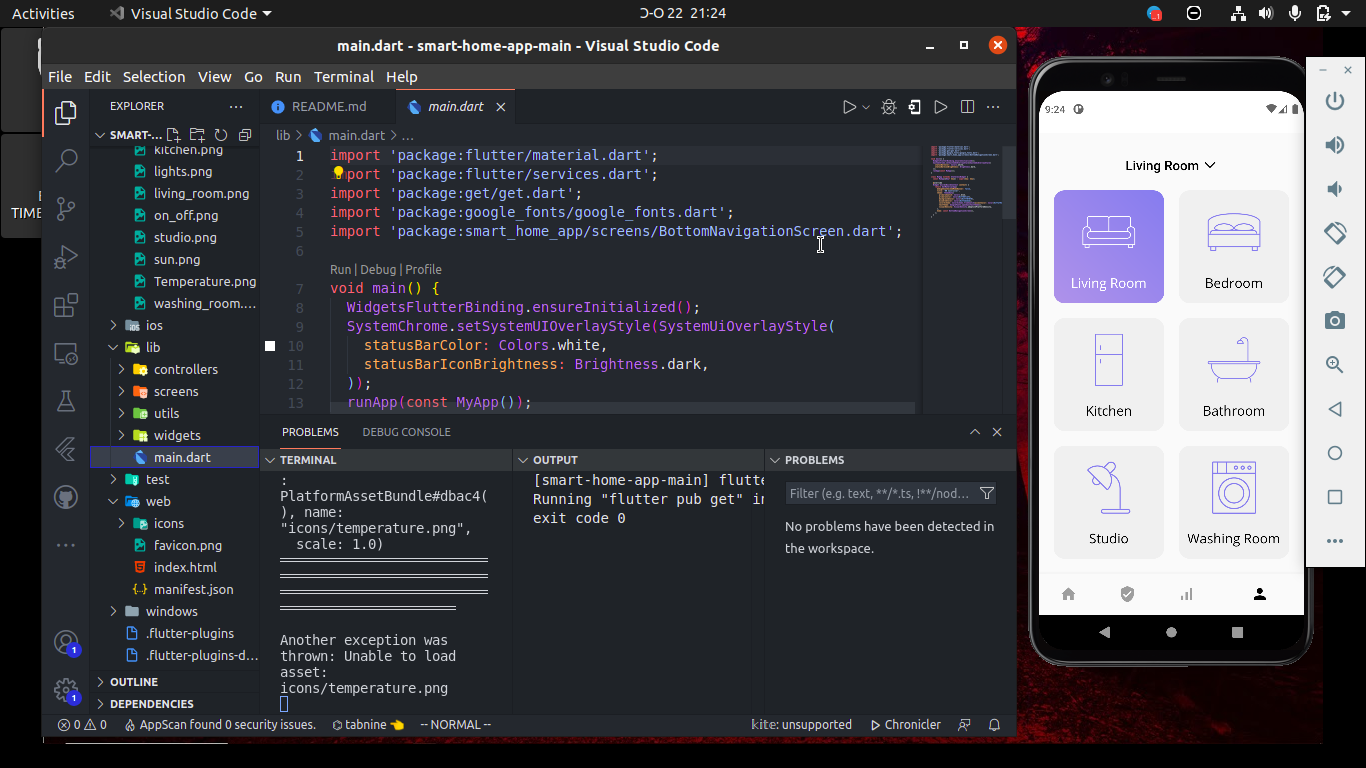 Activities
Visual Studio Code
22 21:24
main.dart - smart-home-app-main - Visual Studio Code
File Edit Selection View Go Run Terminal Help
EXPLORER
SMART-...
kitchen.png
lights.png
living_room.png
on_off.png
studio.png
sun.png
Temperature.png
washing_room....
ios
lib
controllers
screens
utils
widgets
main.dart
test
web
icons
favicon.png
index.html
manifest.json
windows
.flutter-plugins
.flutter-plugins-d...
OUTLINE
DEPENDENCIES
README.md
main.dart
lib > main.dart > ...
1 import 'package:flutter/material.dart';
2 import 'package:flutter/services.dart';
3 import 'package:get/get.dart';
4 import 'package:google_fonts/google_fonts.dart';
5 import 'package:smart_home_app/screens/BottomNavigationScreen.dart';
6
Run | Debug | Profile
7 void main() {
8 WidgetsFlutterBinding.ensureInitialized();
9 SystemChrome.setSystemUIOverlayStyle(SystemUiOverlayStyle(
10 statusBarColor: Colors.white,
11 statusBarIconBrightness: Brightness.dark,
12 ));
13 runApp(const MyApp());
PROBLEMS DEBUG CONSOLE
TERMINAL
:
PlatformAssetBundle#dbac4(
), name:
"icons/temperature.png",
scale: 1.0)
Another exception was
thrown: Unable to load
asset:
icons/temperature.png
OUTPUT
[smart-home-app-main] flutte
Running "flutter pub get" in
exit code 0
PROBLEMS
Filter (e.g. text, **/*.ts, !**/nod...
No problems have been detected in
the workspace.
1
1
0 0 AppScan found 0 security issues. tabnine -- NORMAL -- kite: unsupported Chronicler
TIME
9:24
Living Room
Living Room
Bedroom
Kitchen
Bathroom
Studio
Washing Room